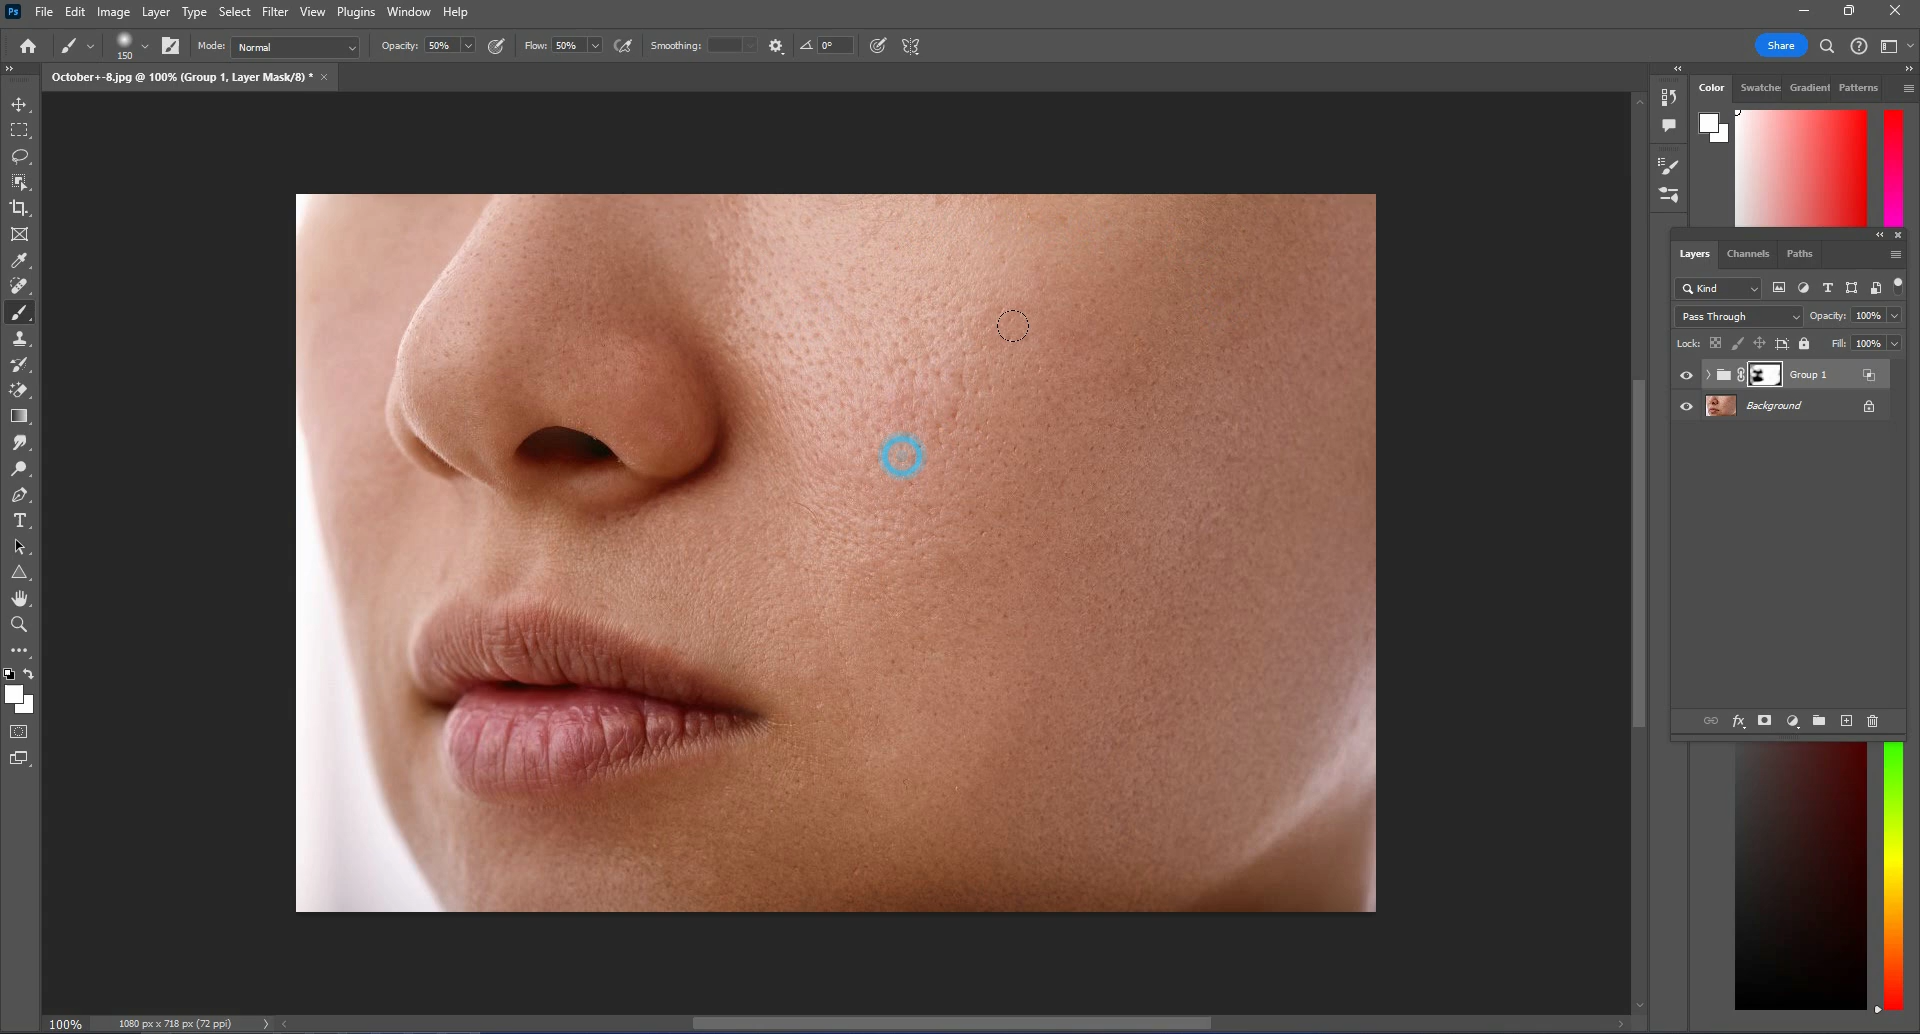 Ps File Edit Image Layer Type Select Filter View Plugins Window Help
150 Mode: Normal Opacity: 50% Flow: 50% Smoothing: 0° Share
October+-8.jpg @ 100% (Group 1, Layer Mask/8) * ×
Color Swatche Gradient Patterns
Layers Channels Paths
Kind
Pass Through Opacity: 100%
Lock: Fill: 100%
Group 1
Background
fx
100% 1080 px x 718 px (72 ppi)